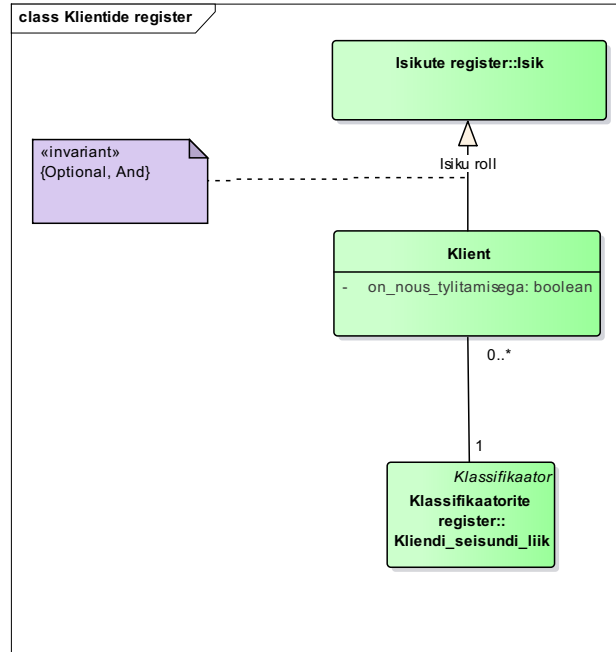 class Klientide register
Isikute register::Isik
«invariant»
{Optional, And}
Isiku roll
Klient
- on_nous_tylitamisega: boolean
0..*
1
Klassifikaator
Klassifikaatorite
register::
Kliendi_seisundi_liik